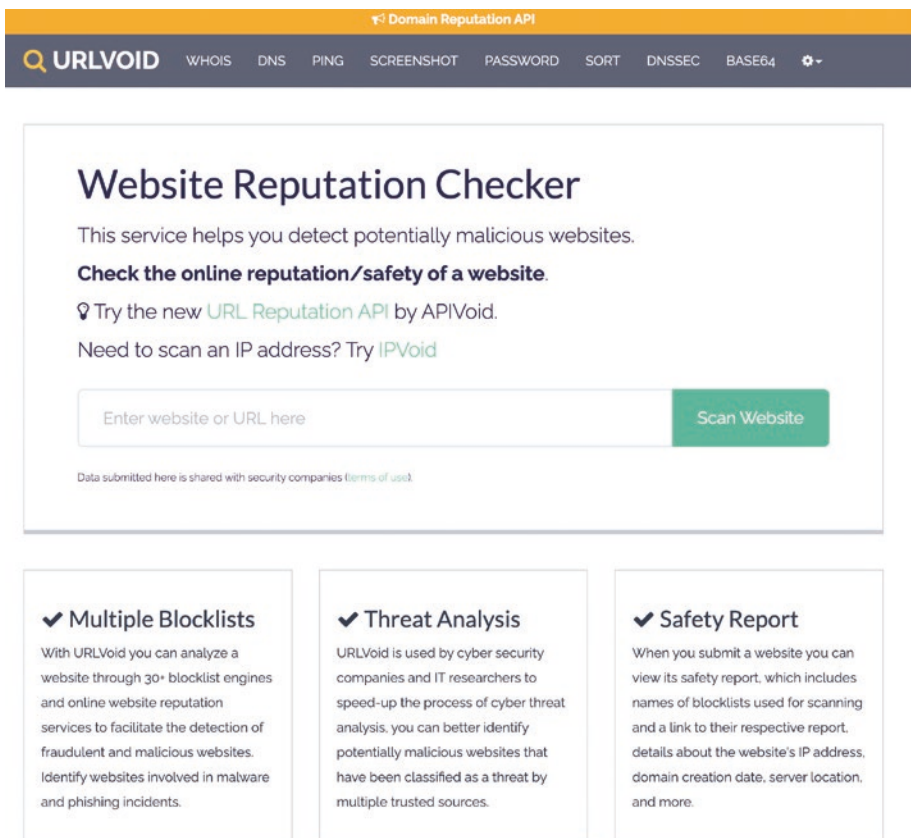 Domain Reputation API
URLVOID WHOIS DNS PING SCREENSHOT PASSWORD SORT DNSSEC BASE64
Website Reputation Checker
This service helps you detect potentially malicious websites.
Check the online reputation/safety of a website.
Try the new URL Reputation API by APIVoid.
Need to scan an IP address? Try IPVoid
Enter website or URL here
Scan Website
Data submitted here is shared with security companies (terms of use).
Multiple Blocklists
With URLVoid you can analyze a
website through 30+ blocklist engines
and online website reputation
services to facilitate the detection of
fraudulent and malicious websites.
Identify websites involved in malware
and phishing incidents.
Threat Analysis
URLVoid is used by cyber security
companies and IT researchers to
speed-up the process of cyber threat
analysis, you can better identify
potentially malicious websites that
have been classified as a threat by
multiple trusted sources.
Safety Report
When you submit a website you can
view its safety report, which includes
names of blocklists used for scanning
and a link to their respective report,
details about the website's IP address,
domain creation date, server location,
and more.